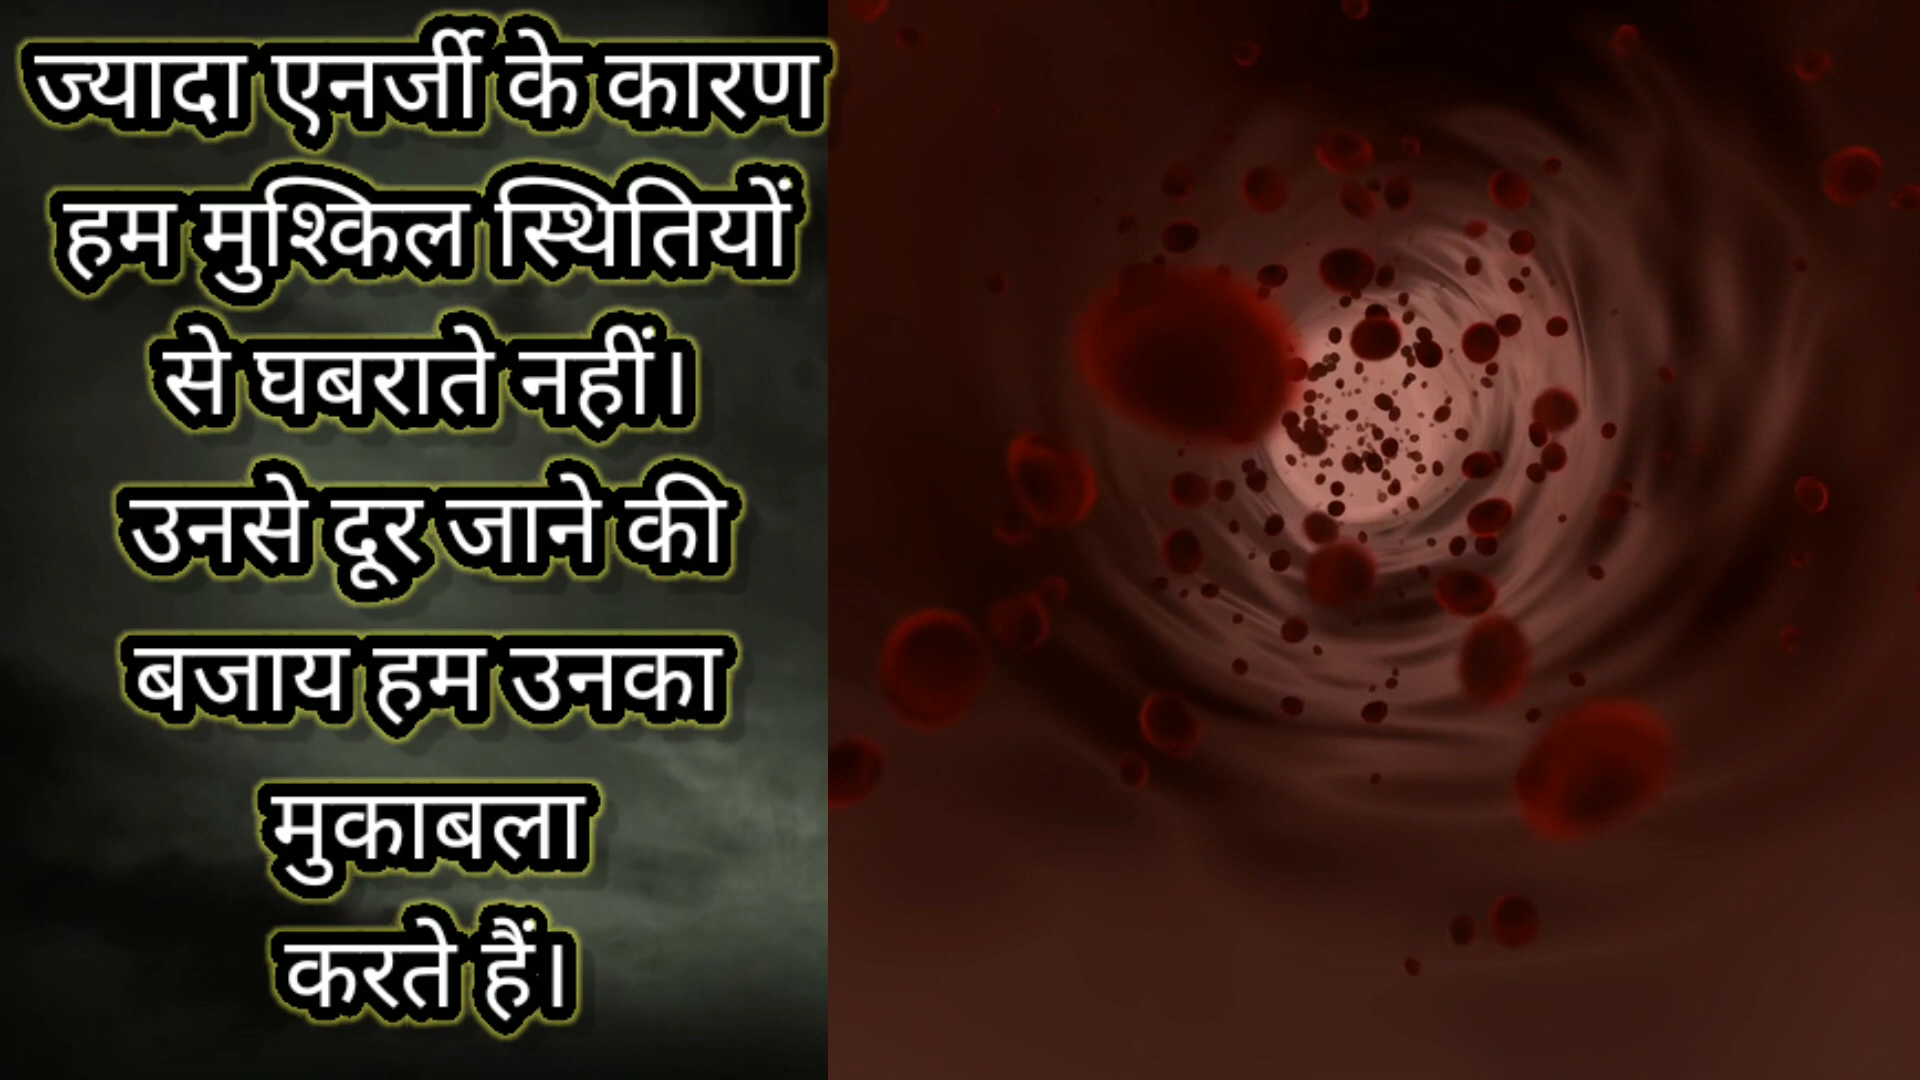 ज्यादा एनर्जी के कारण
हम मुश्किल स्थितियों
से घबराते नहीं।
उनसे दूर जाने की
बजाय हम उनका
मुकाबला
करते हैं।